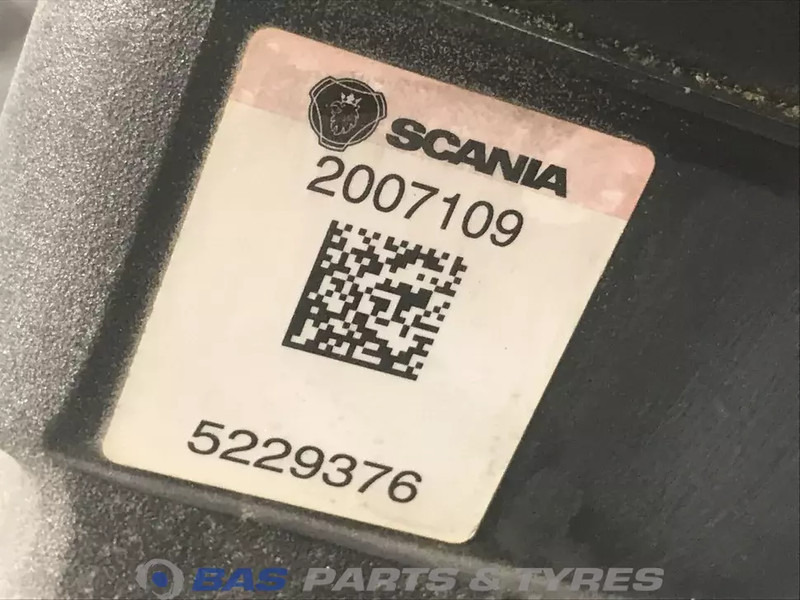 SCANIA
2007109
5229376
BAS PARTS & TYRES